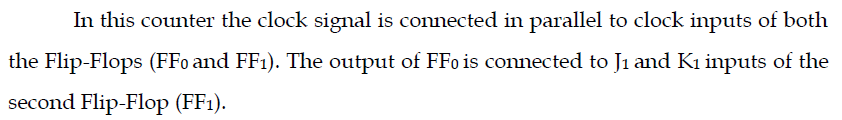 In this counter the clock signal is connected in parallel to clock inputs of both
the Flip-Flops (FF0 and FF1). The output of FF0 is connected to J1 and K1 inputs of the
second Flip-Flop (FF1).